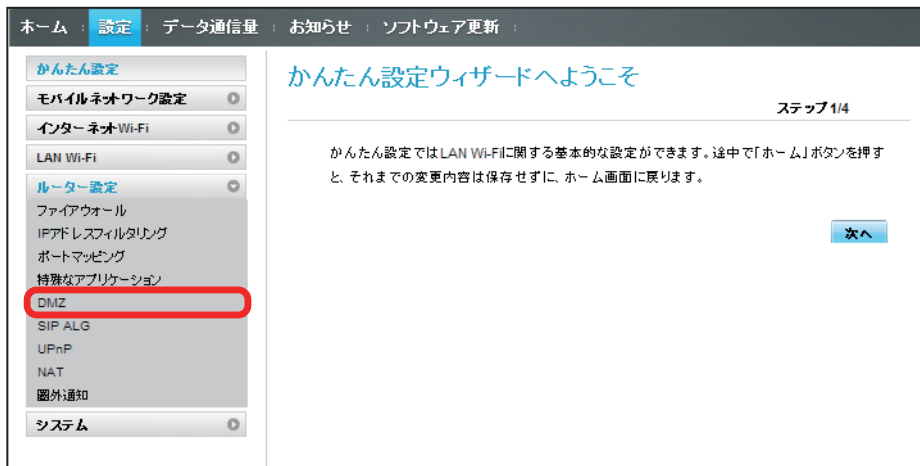 ホーム 設定 データ通信量 お知らせ ソフトウェア更新
かんたん設定
モバイルネットワーク設定
インターネットWi-Fi
LAN Wi-Fi
ルーター設定
ファイアウォール
IPアドレスフィルタリング
ポートマッピング
特殊なアプリケーション
DMZ
SIP ALG
UPnP
NAT
圏外通知
システム
かんたん設定ウィザードへようこそ
ステップ1/4
かんたん設定ではLAN Wi-Fiに関する基本的な設定ができます。途中で「ホーム」ボタンを押す
と、それまでの変更内容は保存せずに、ホーム画面に戻ります。
次へ